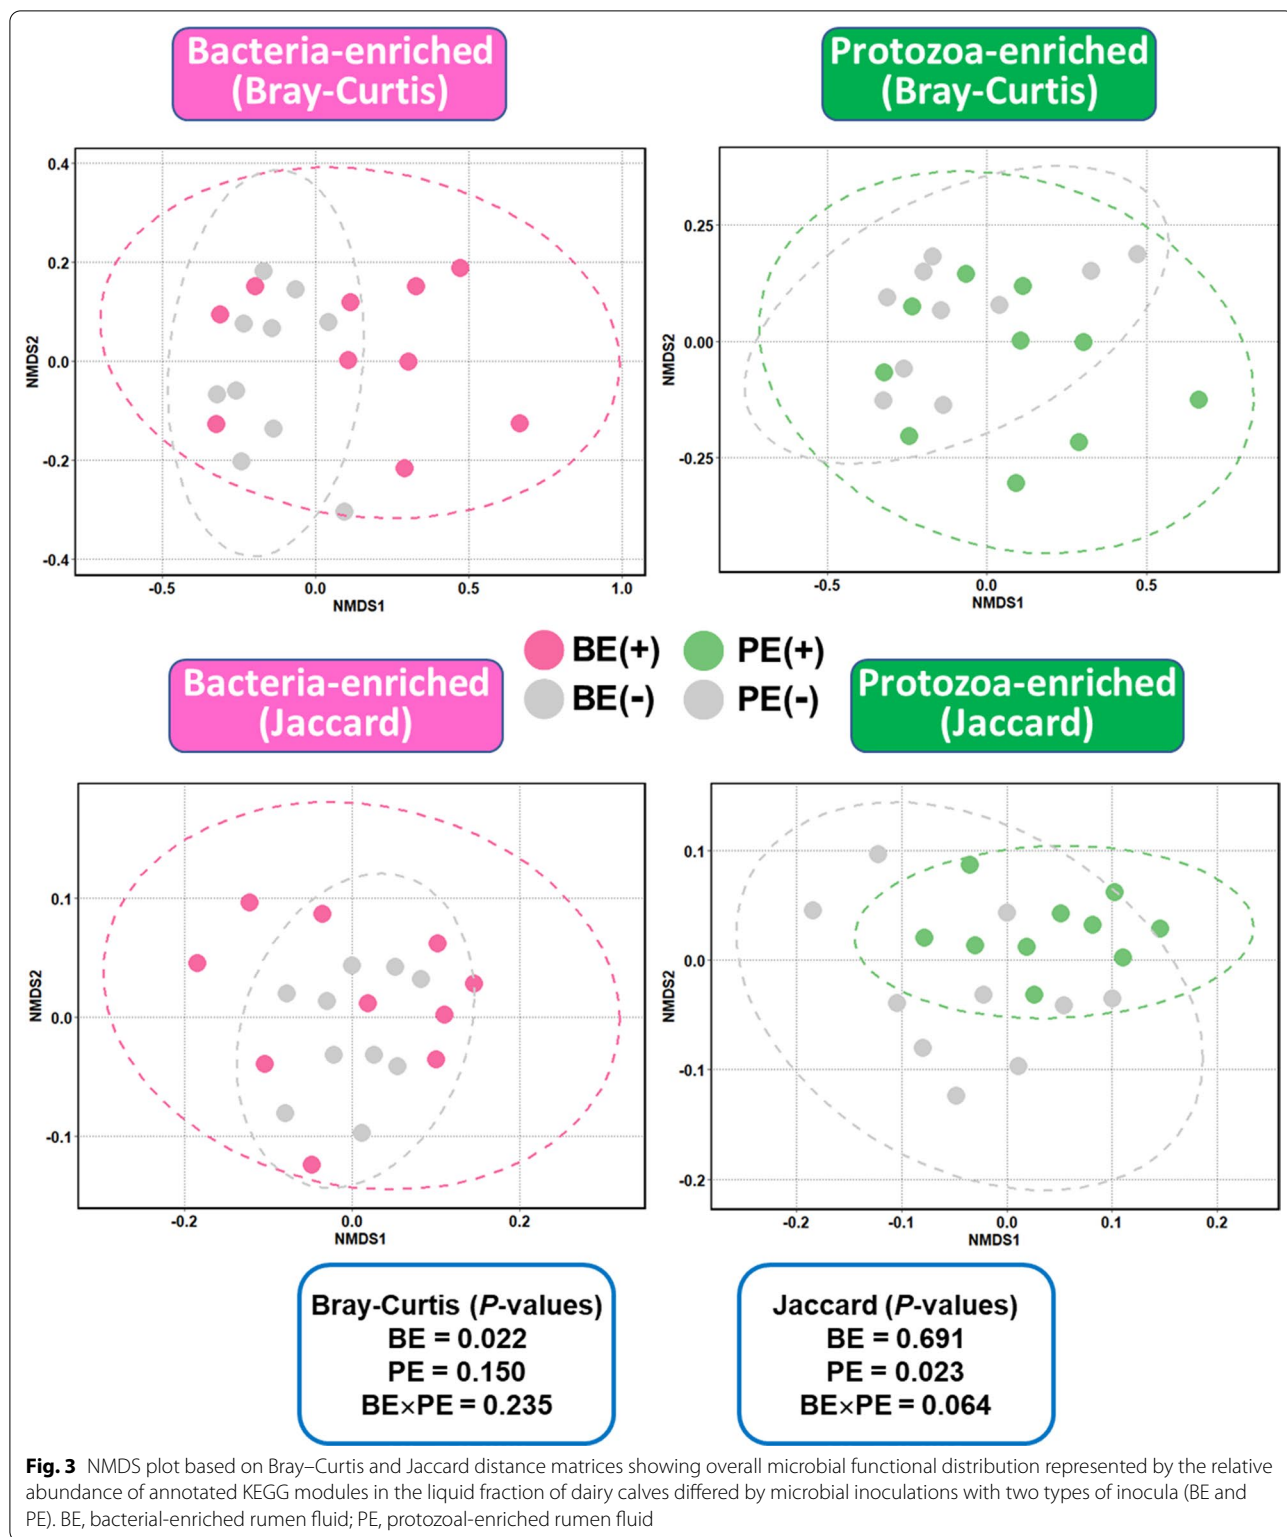 Bacteria-enriched
(Bray-Curtis)
Protozoa-enriched
(Bray-Curtis)
NMDS2
0.4
0.2
0.0
-0.2
-0.4
-0.5
0.0
0.5
1.0
NMDS1
NMDS2
0.25
0.00
-0.25
-0.5
0.0
0.5
NMDS1
BE(+)
PE(+)
BE(-)
PE(-)
Bacteria-enriched
(Jaccard)
Protozoa-enriched
(Jaccard)
NMDS2
0.1
0.0
-0.1
-0.2
0.0
0.2
NMDS1
NMDS2
0.1
0.0
-0.1
-0.2
-0.2
-0.1
0.0
0.1
0.2
NMDS1
Bray-Curtis (P-values)
BE = 0.022
PE = 0.150
BE×PE = 0.235
Jaccard (P-values)
BE = 0.691
PE = 0.023
BE×PE = 0.064
Fig. 3 NMDS plot based on Bray–Curtis and Jaccard distance matrices showing overall microbial functional distribution represented by the relative
abundance of annotated KEGG modules in the liquid fraction of dairy calves differed by microbial inoculations with two types of inocula (BE and
PE). BE, bacterial-enriched rumen fluid; PE, protozoal-enriched rumen fluid